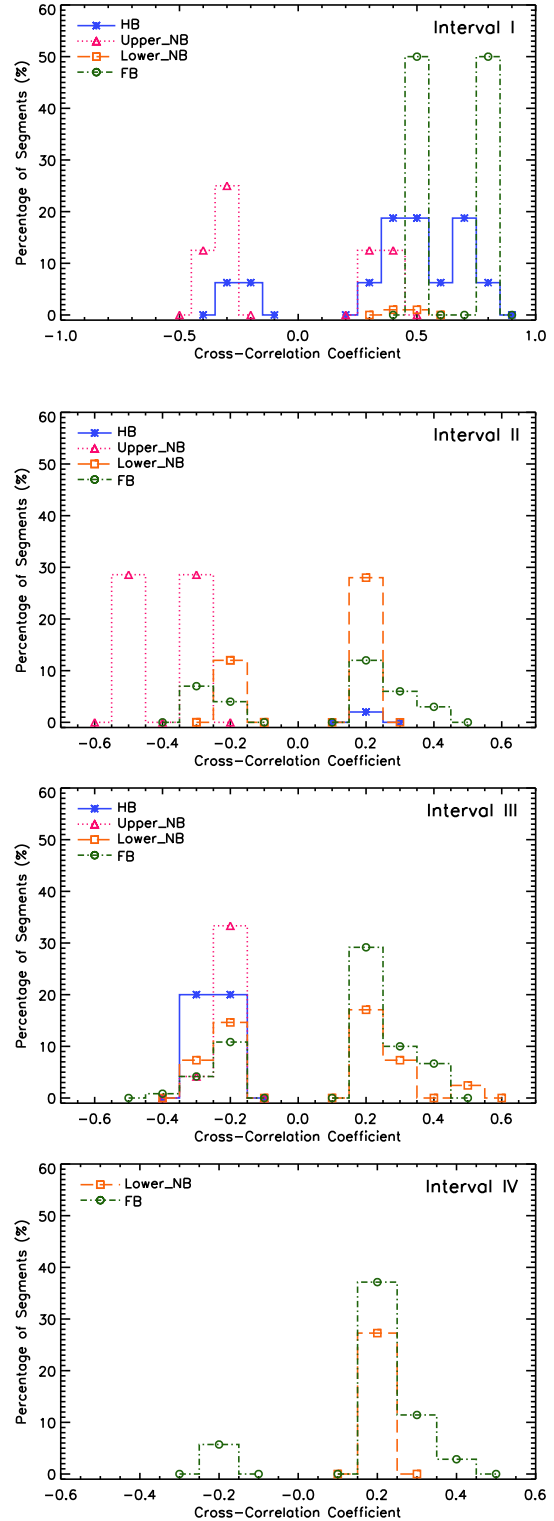 60
Interval I
HB
Upper_NB
Lower_NB
FB
50
40
30
20
10
0
Percentage of Segments (%)
-1.0 -0.5 0.0 0.5 1.0
Cross-Correlation Coefficient
60
Interval II
HB
Upper_NB
Lower_NB
FB
50
40
30
20
10
0
Percentage of Segments (%)
-0.6 -0.4 -0.2 0.0 0.2 0.4 0.6
Cross-Correlation Coefficient
60
Interval III
HB
Upper_NB
Lower_NB
FB
50
40
30
20
10
0
Percentage of Segments (%)
-0.6 -0.4 -0.2 0.0 0.2 0.4 0.6
Cross-Correlation Coefficient
60
Interval IV
Lower_NB
FB
50
40
30
20
10
0
Percentage of Segments (%)
-0.6 -0.4 -0.2 -0.0 0.2 0.4 0.6
Cross-Correlation Coefficient